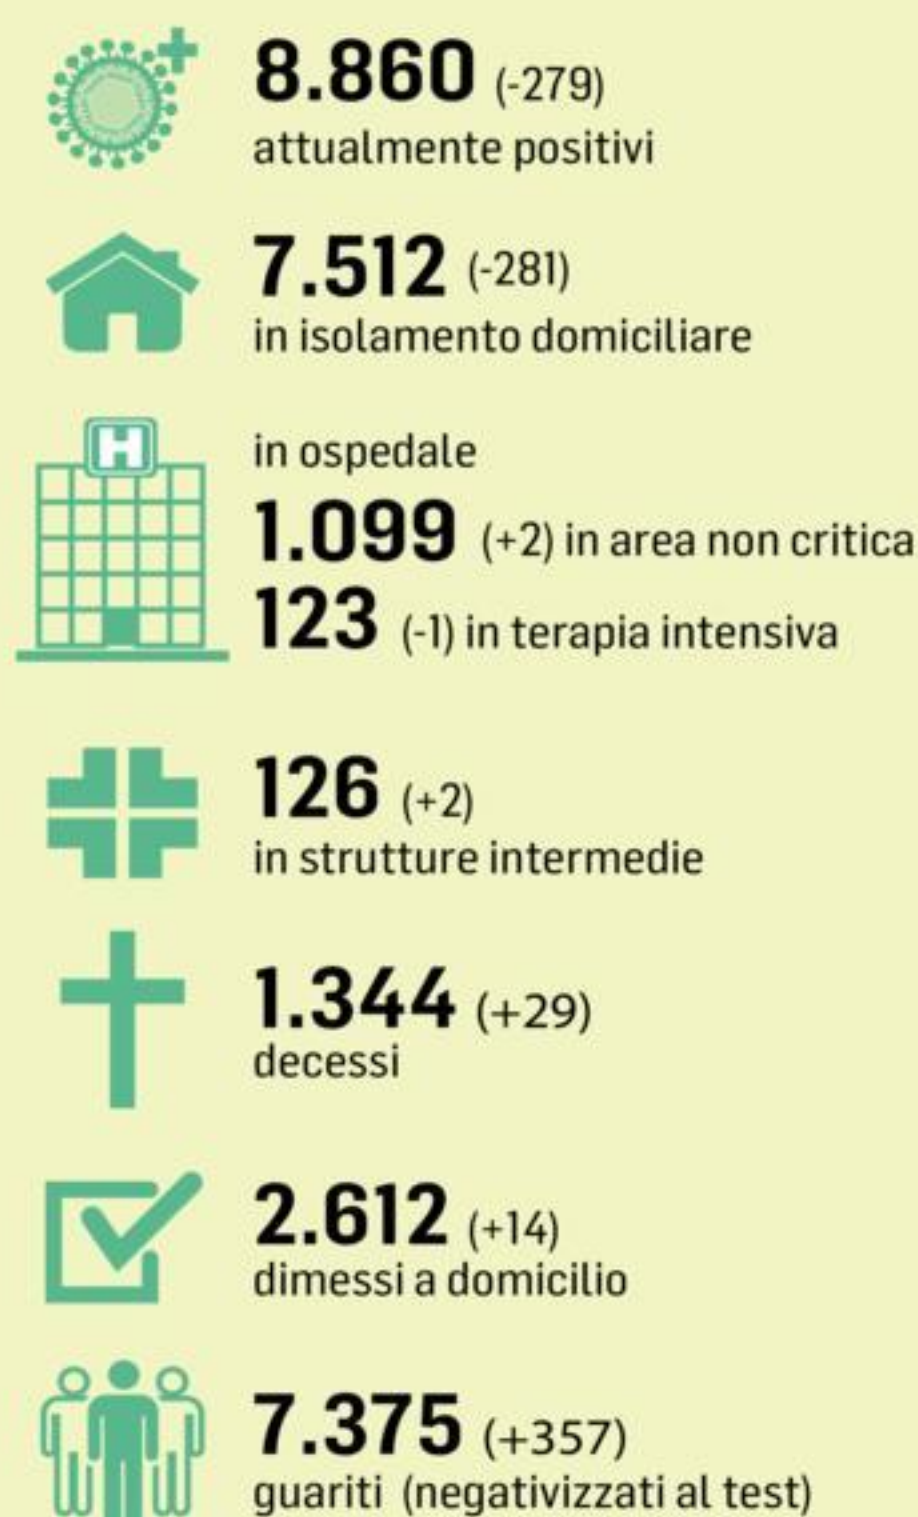 8.860 (-279)
attualmente positivi
7.512 (-281)
in isolamento domiciliare
H
in ospedale
1.099 (+2) in area non critica
123 (-1) in terapia intensiva
126 (+2)
in strutture intermedie
1.344 (+29)
decessi
2.612 (+14)
dimessi a domicilio
7.375 (+357)
guariti (negativizzati al test)